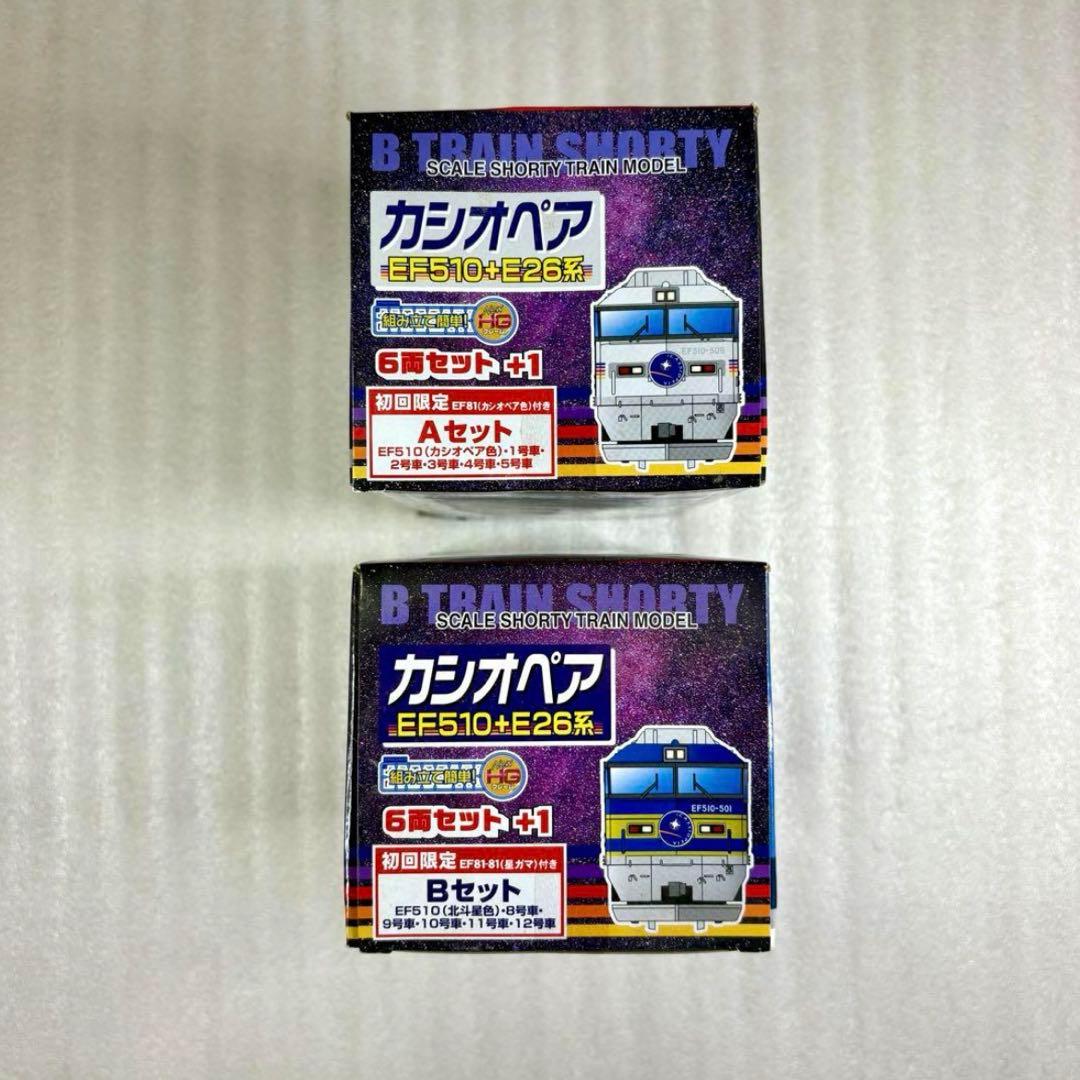 B TRAIN SHORTY
SCALE SHORTY TRAIN MODEL
カシオペア
EF510+E26系
組み立て簡単!
HG
6両セット +1
初回限定 EF81(カシオペア色)付き
Aセット
EF510(カシオペア色)・1号車・
2号車・3号車・4号車・5号車
B TRAIN SHORTY
SCALE SHORTY TRAIN MODEL
カシオペア
EF510+E26系
組み立て簡単!
HG
EF510-501
6両セット +1
初回限定 EF81-81(星ガマ)付き
Bセット
EF510(北斗星色)・8号車・
9号車・10号車・11号車・12号車